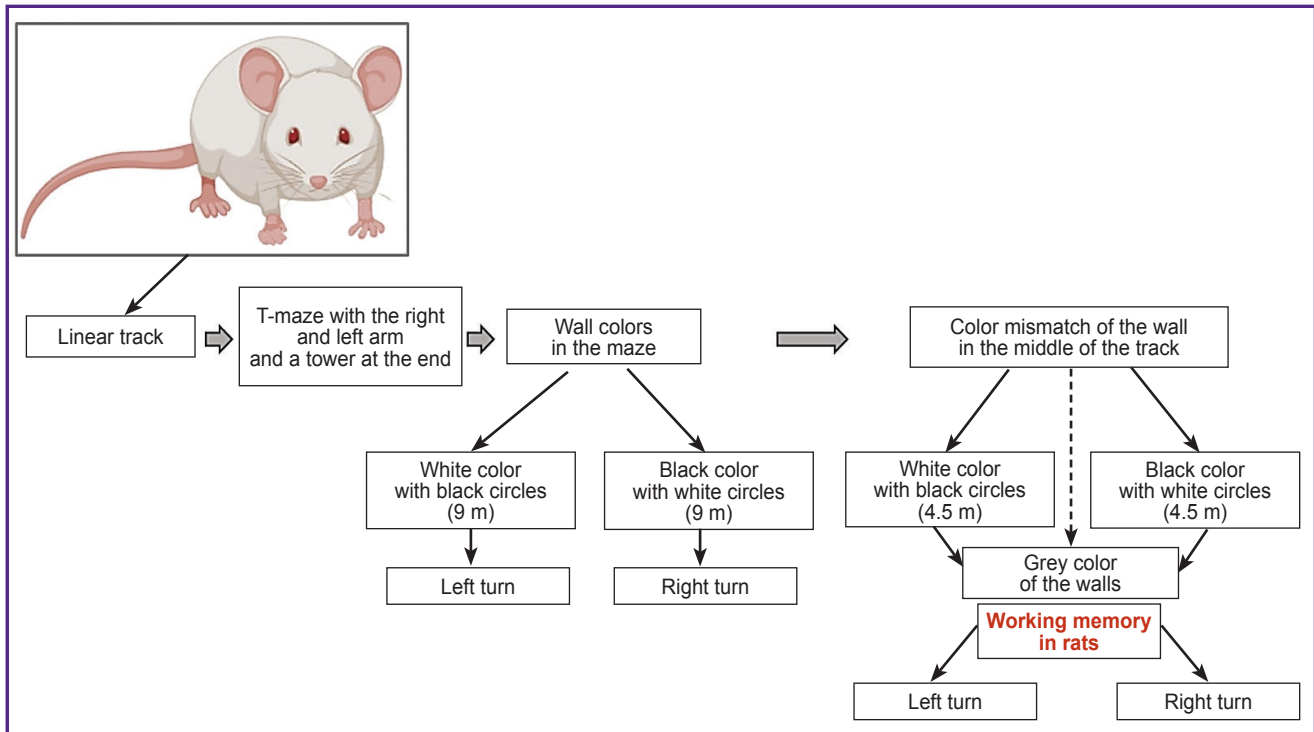 Linear track
T-maze with the right
and left arm
and a tower at the end
Wall colors
in the maze
Color mismatch of the wall
in the middle of the track
White color
with black circles
(9 m)
Black color
with white circles
(9 m)
White color
with black circles
(4.5 m)
Black color
with white circles
(4.5 m)
Left turn
Right turn
Grey color
of the walls
Working memory
in rats
Left turn
Right turn